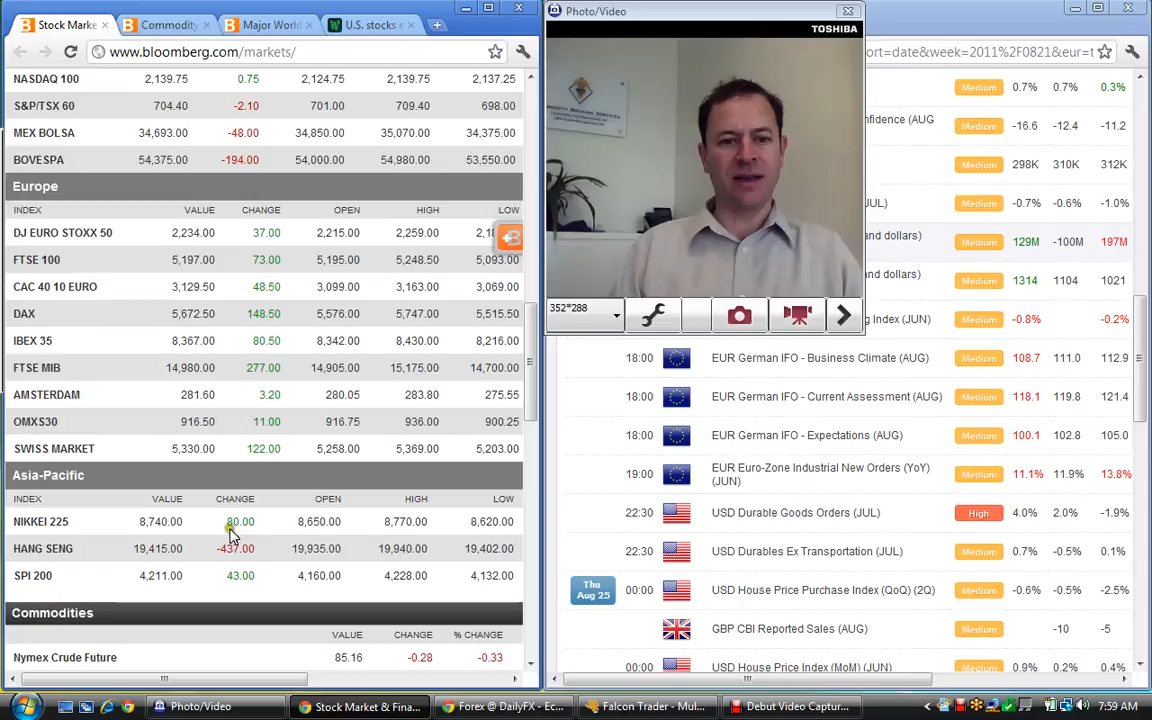 Stock Mark
Commodity
Major World
U.S. stocks e
www.bloomberg.com/markets/
NASDAQ 100 2,139.75 0.75 2,124.75 2,139.75 2,137.25
S&P/TSX 60 704.40 -2.10 701.00 709.40 698.00
MEX BOLSA 34,693.00 -48.00 34,850.00 35,070.00 34,375.00
BOVESPA 54,375.00 -194.00 54,000.00 54,980.00 53,550.00
Europe
INDEX VALUE CHANGE OPEN HIGH LOW
DJ EURO STOXX 50 2,234.00 37.00 2,215.00 2,259.00
FTSE 100 5,197.00 73.00 5,195.00 5,248.50 5,093.00
CAC 40 10 EURO 3,129.50 48.50 3,099.00 3,163.00 3,069.00
DAX 5,672.50 148.50 5,576.00 5,747.00 5,515.50
IBEX 35 8,367.00 80.50 8,342.00 8,430.00 8,216.00
FTSE MIB 14,980.00 277.00 14,905.00 15,175.00 14,700.00
AMSTERDAM 281.60 3.20 280.05 283.80 275.55
OMXS30 916.50 11.00 916.75 936.00 900.25
SWISS MARKET 5,330.00 122.00 5,258.00 5,369.00 5,203.00
Asia-Pacific
INDEX VALUE CHANGE OPEN HIGH LOW
NIKKEI 225 8,740.00 80.00 8,650.00 8,770.00 8,620.00
HANG SENG 19,415.00 -437.00 19,935.00 19,940.00 19,402.00
SPI 200 4,211.00 43.00 4,160.00 4,228.00 4,132.00
Commodities
VALUE CHANGE % CHANGE
Nymex Crude Future 85.16 -0.28 -0.33
Photo/Video
TOSHIBA
352*288
ort=date&week=2011%2F0821&eur=t
Medium 0.7% 0.7% 0.3%
nfidence (AUG Medium -16.6 -12.4 -11.2
Medium 298K 310K 312K
UL) Medium -0.7% -0.6% -1.0%
and dollars) Medium 129M -100M 197M
and dollars) Medium 1314 1104 1021
g Index (JUN) Medium -0.8% -0.2%
18:00 EUR German IFO - Business Climate (AUG) Medium 108.7 111.0 112.9
18:00 EUR German IFO - Current Assessment (AUG) Medium 118.1 119.8 121.4
18:00 EUR German IFO - Expectations (AUG) Medium 100.1 102.8 105.0
19:00 EUR Euro-Zone Industrial New Orders (YoY) (JUN) Medium 11.1% 11.9% 13.8%
22:30 USD Durable Goods Orders (JUL) High 4.0% 2.0% -1.9%
22:30 USD Durables Ex Transportation (JUL) Medium 0.7% -0.5% 0.1%
Thu Aug 25 00:00 USD House Price Purchase Index (QoQ) (2Q) Medium -0.6% -0.5% -2.5%
GBP CBI Reported Sales (AUG) Medium -10 -5
00:00 USD House Price Index (MoM) (JUN) Medium 0.9% 0.2% 0.4%
Photo/Video
Stock Market & Fina...
Forex @ DailyFX - Ec...
Falcon Trader - Mul...
Debut Video Captur...
7:59 AM